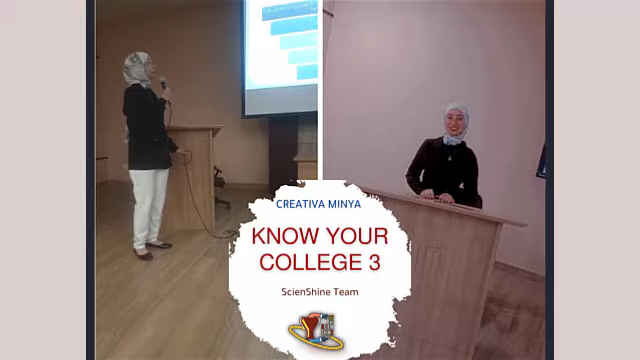 CREATIVA MINYA
KNOW YOUR
COLLEGE 3
ScienShine Team